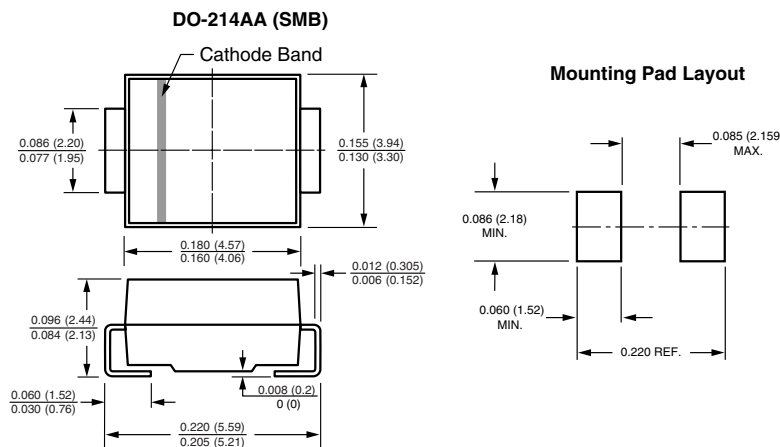 DO-214AA (SMB)
Cathode Band
0.086 (2.20)
0.077 (1.95)
0.155 (3.94)
0.130 (3.30)
0.180 (4.57)
0.160 (4.06)
0.012 (0.305)
0.006 (0.152)
0.096 (2.44)
0.084 (2.13)
0.060 (1.52)
0.030 (0.76)
0.008 (0.2)
0 (0)
0.220 (5.59)
0.205 (5.21)
Mounting Pad Layout
0.085 (2.159
MAX.
0.086 (2.18)
MIN.
0.060 (1.52)
MIN.
0.220 REF.